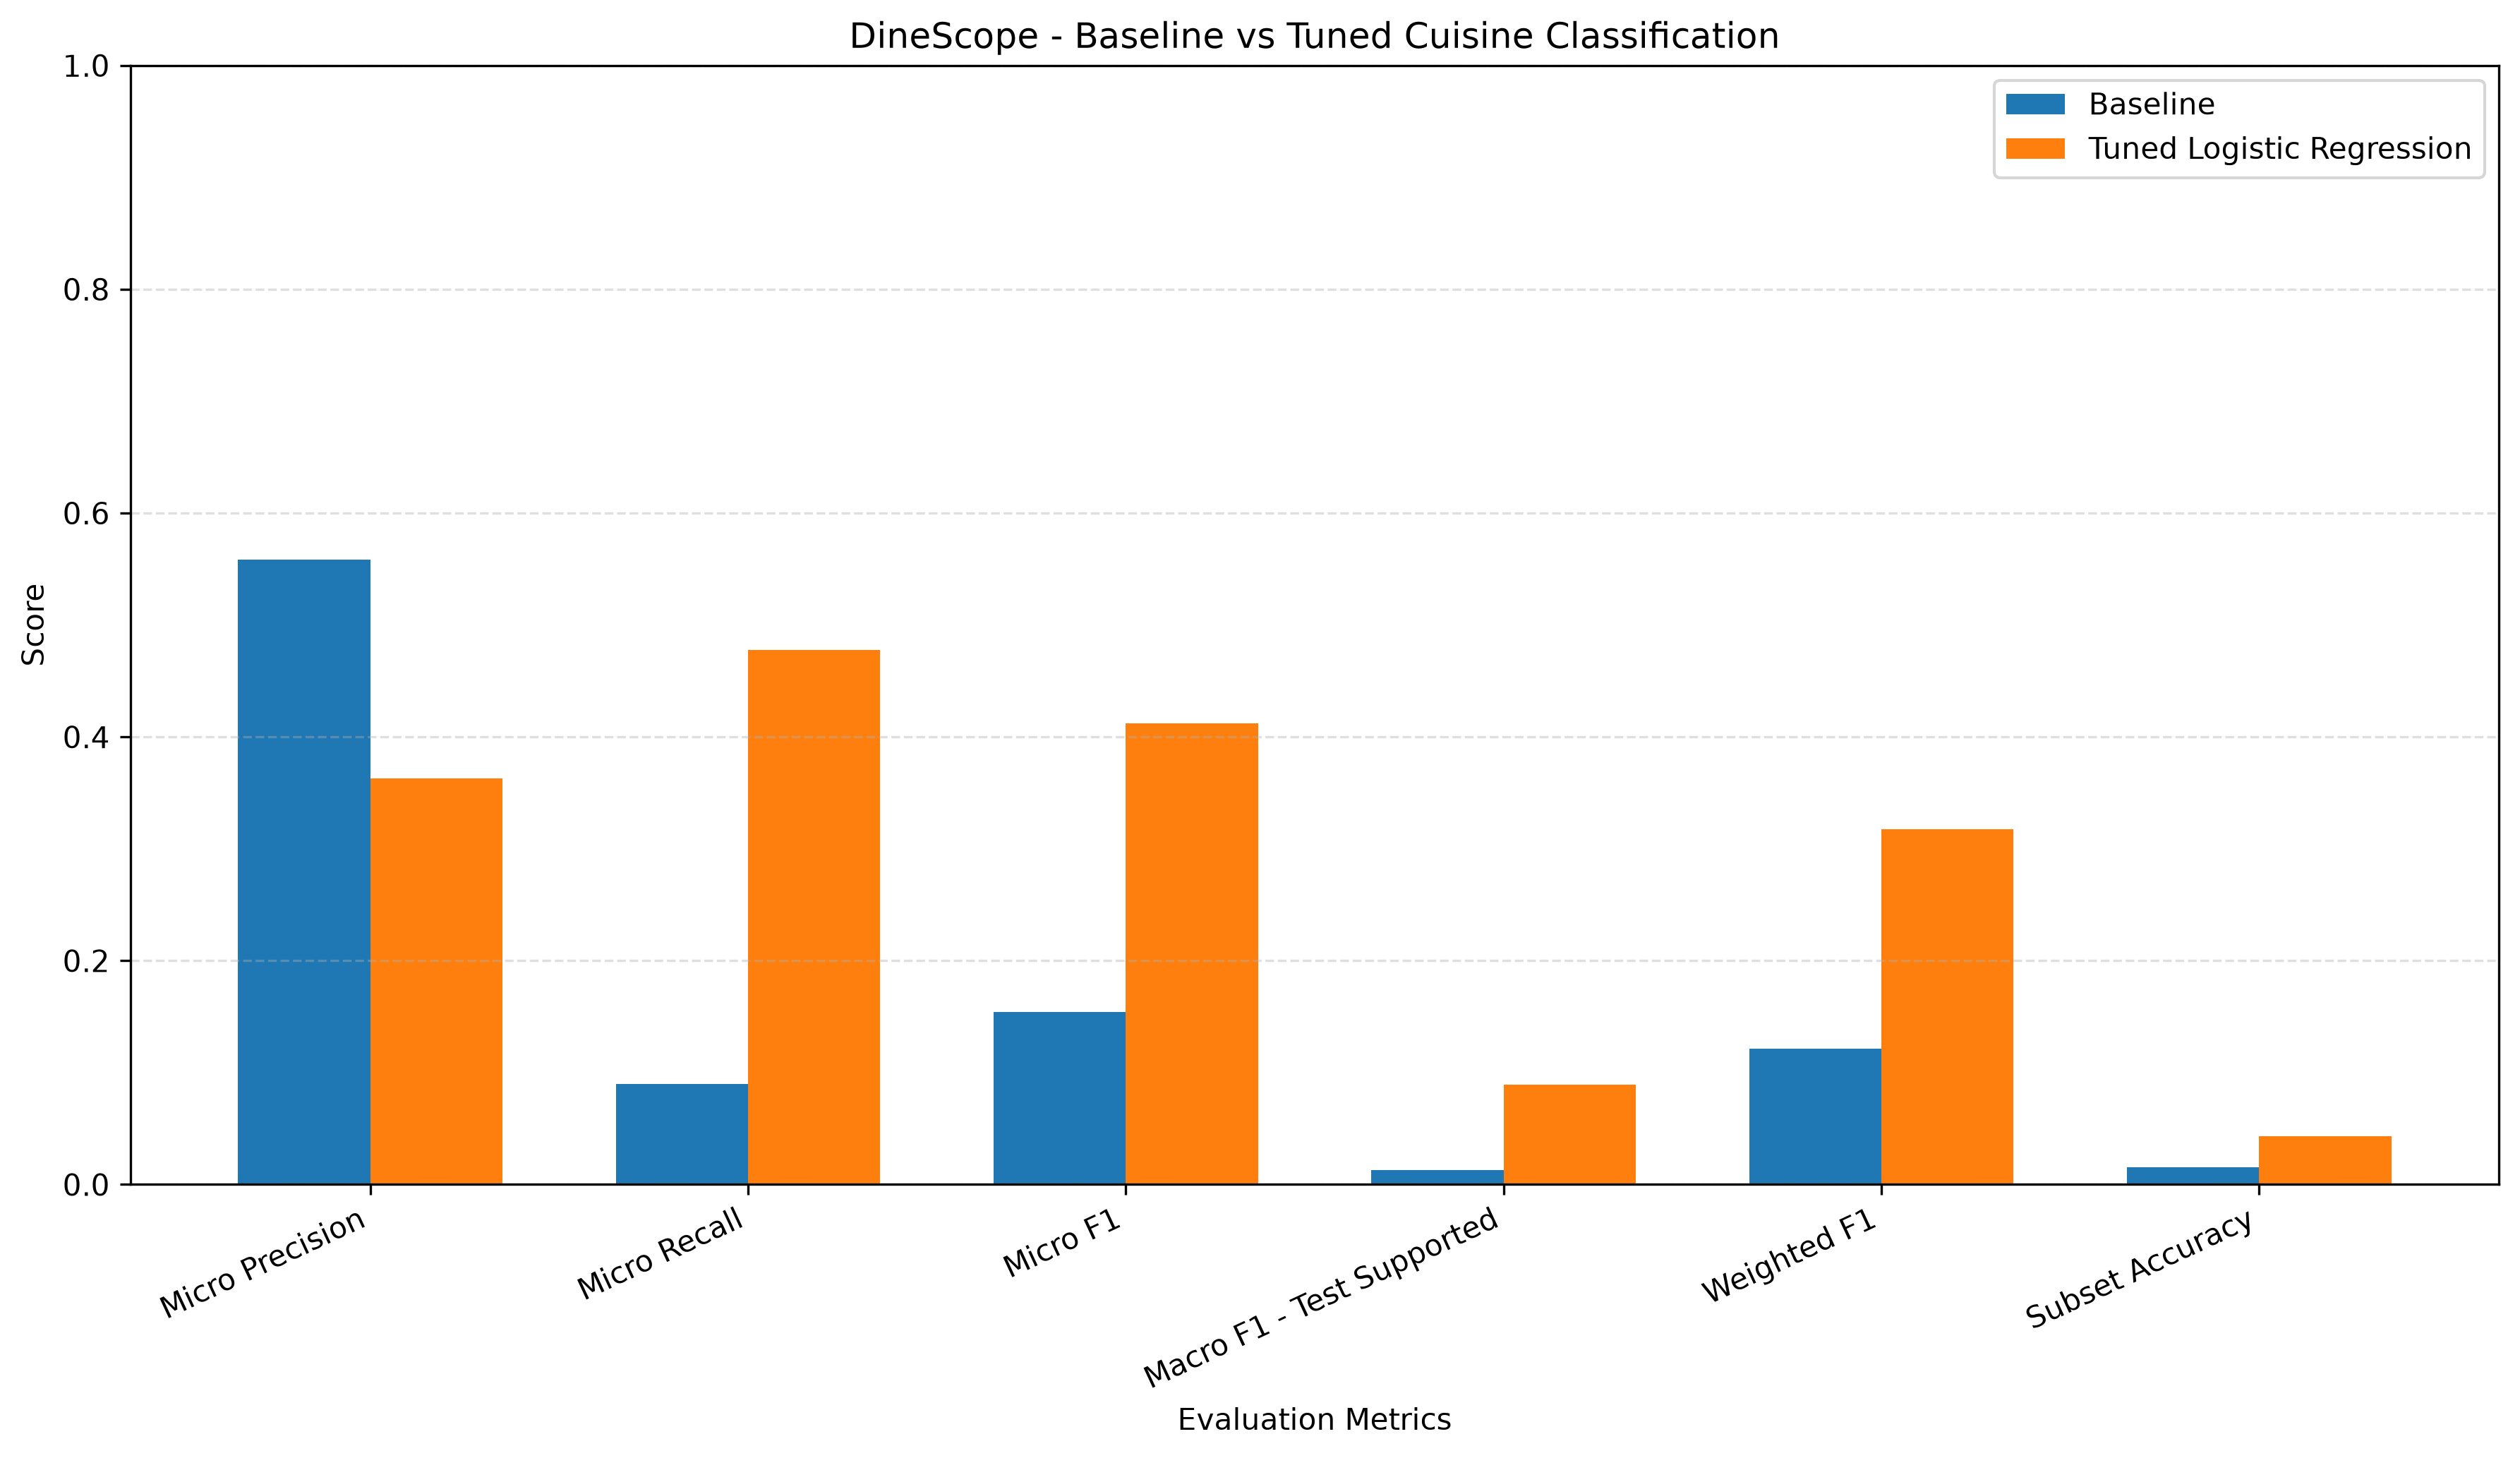 DineScope - Baseline vs Tuned Cuisine Classification
Baseline
Tuned Logistic Regression
Score
1.0
0.8
0.6
0.4
0.2
0.0
Micro Precision
Micro Recall
Micro F1
Macro F1 - Test Supported
Weighted F1
Subset Accuracy
Evaluation Metrics